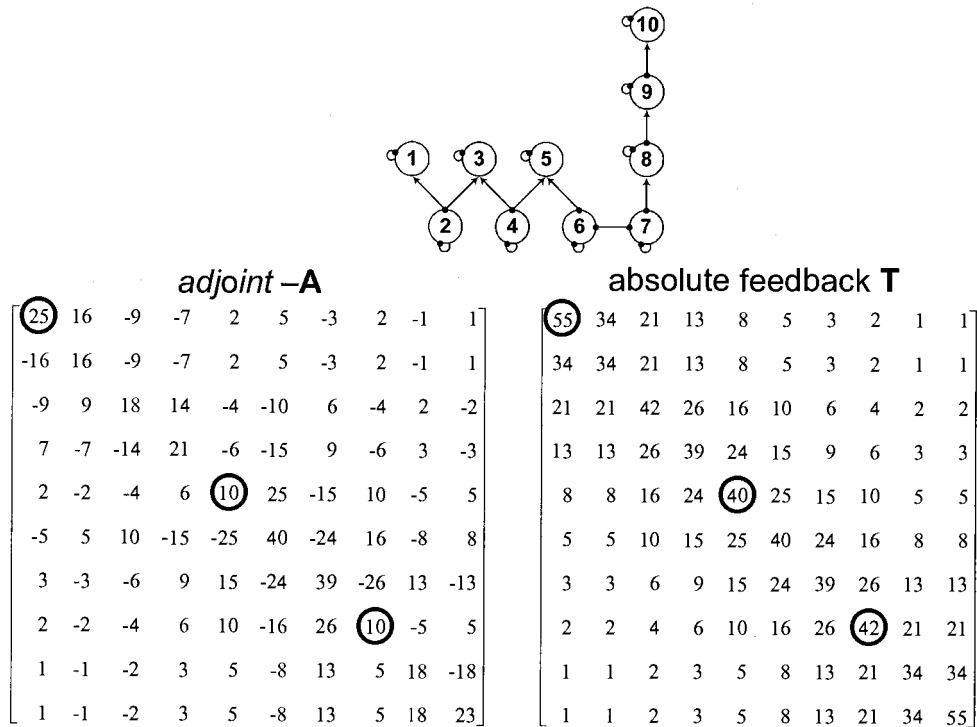 10
9
1 3 5 8
2 4 6 7
adjoint –A absolute feedback T
25 16 -9 -7 2 5 -3 2 -1 1 55 34 21 13 8 5 3 2 1 1
-16 16 -9 -7 2 5 -3 2 -1 1 34 34 21 13 8 5 3 2 1 1
-9 9 18 14 -4 -10 6 -4 2 -2 21 21 42 26 16 10 6 4 2 2
7 -7 -14 21 -6 -15 9 -6 3 -3 13 13 26 39 24 15 9 6 3 3
2 -2 -4 6 10 25 -15 10 -5 5 8 8 16 24 40 25 15 10 5 5
-5 5 10 -15 -25 40 -24 16 -8 8 5 5 10 15 25 40 24 16 8 8
3 -3 -6 9 15 -24 39 -26 13 -13 3 3 6 9 15 24 39 26 13 13
2 -2 -4 6 10 -16 26 10 -5 5 2 2 4 6 10 16 26 42 21 21
1 -1 -2 3 5 -8 13 5 18 -18 1 1 2 3 5 8 13 21 34 34
1 -1 -2 3 5 -8 13 5 18 23 1 1 2 3 5 8 13 21 34 55